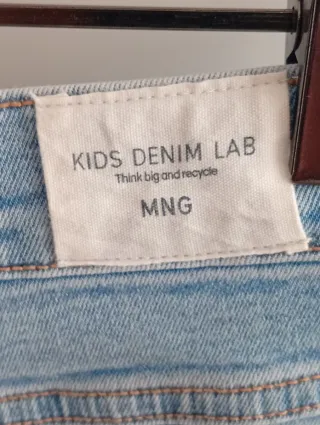 KIDS DENIM LAB
Think big and recycle
MNG